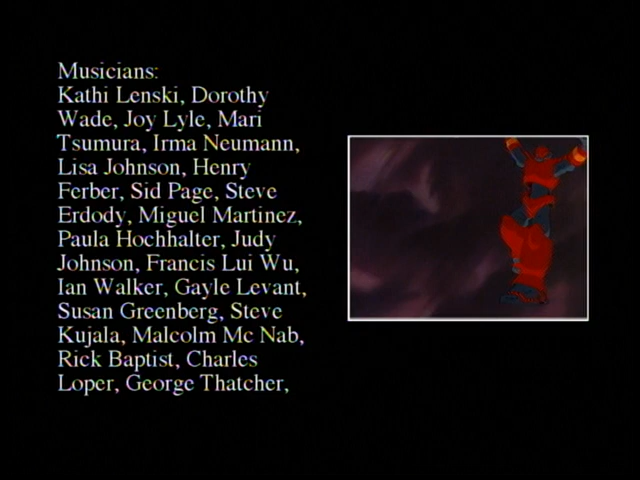 Musicians:
Kathi Lenski, Dorothy
Wade, Joy Lyle, Mari
Tsumura, Irma Neumann,
Lisa Johnson, Henry
Ferber, Sid Page, Steve
Erdody, Miguel Martinez,
Paula Hochhalter, Judy
Johnson, Francis Lui Wu,
Ian Walker, Gayle Levant,
Susan Greenberg, Steve
Kujala, Malcolm Mc Nab,
Rick Baptist, Charles
Loper, George Thatcher,